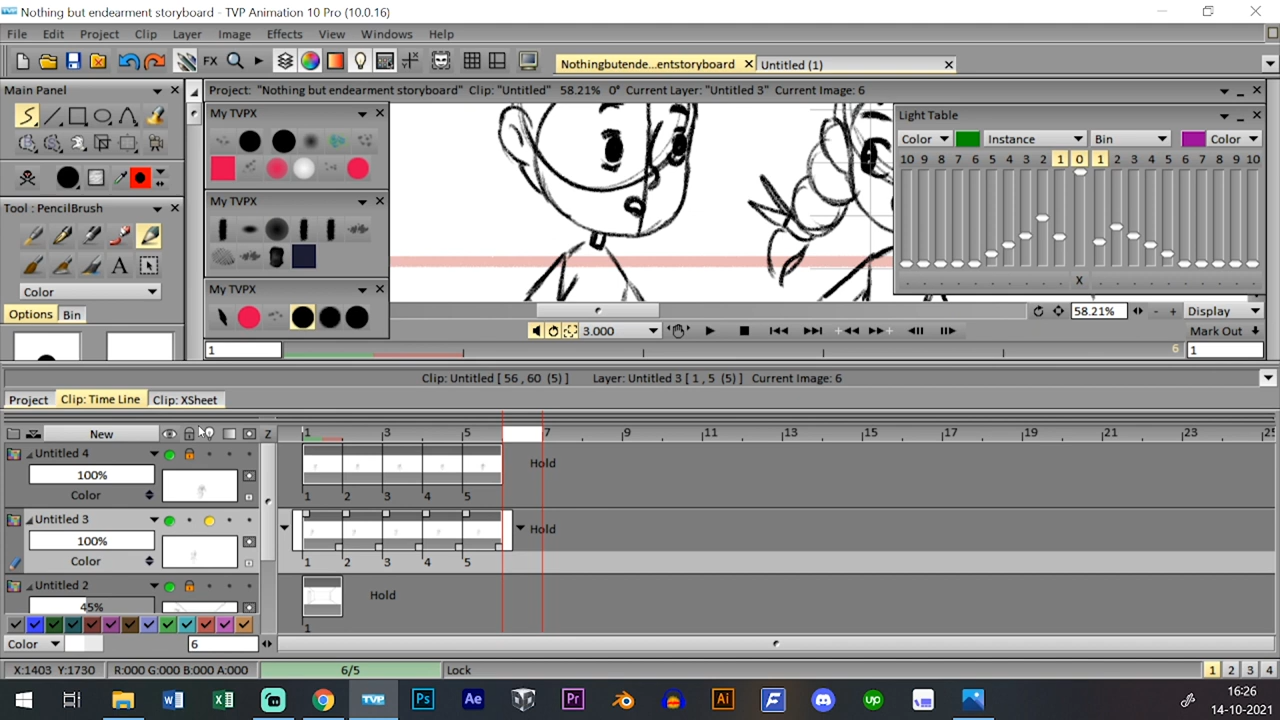 Nothing but endearment storyboard - TVP Animation 10 Pro (10.0.16)
File Edit Project Clip Layer Image Effects View Windows Help
FX
Nothingbutende...entstoryboard
Untitled (1)
Main Panel
Project: "Nothing but endearment storyboard" Clip: "Untitled" 58.21% 0° Current Layer: "Untitled 3" Current Image: 6
My TVPX
Light Table
Color Instance Bin Color
10 9 8 7 6 5 4 3 2 1 0 1 2 3 4 5 6 7 8 9 10
My TVPX
Tool : PencilBrush
A
X
Color
My TVPX
Options Bin
58.21% Display
3.000 Mark Out
1 6 1
Clip: Untitled [ 56 , 60 (5) ] Layer: Untitled 3 [ 1 , 5 (5) ] Current Image: 6
Project Clip: Time Line Clip: XSheet
New Z 1 3 5 7 9 11 13 15 17 19 21 23 25
Untitled 4
100% Hold
Color 1 2 3 4 5
Untitled 3
100% Hold
Color 1 2 3 4 5
Untitled 2
45% Hold
1
Color 6
X:1403 Y:1730 R:000 G:000 B:000 A:000 6/5 Lock 1 2 3 4
TVP Ps Ae Pr Ai F up
16:26
14-10-2021